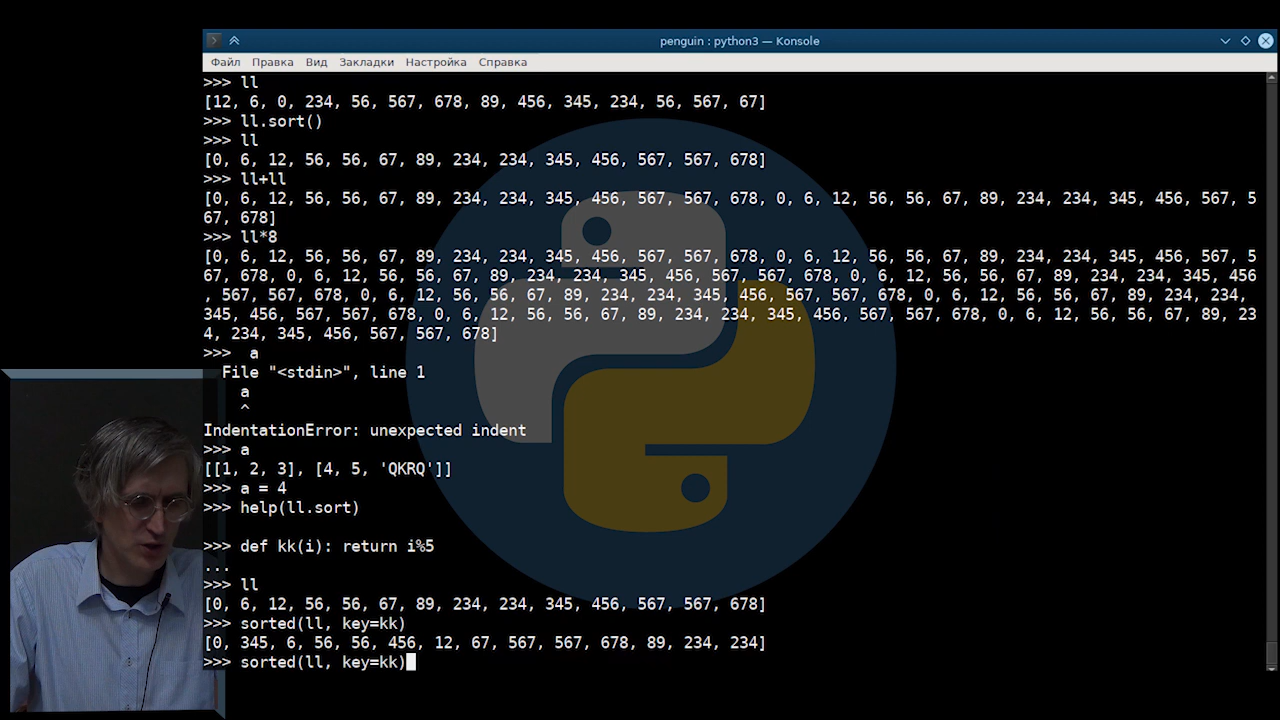 penguin : python3 — Konsole
Файл Правка Вид Закладки Настройка Справка
>>> ll
[12, 6, 0, 234, 56, 567, 678, 89, 456, 345, 234, 56, 567, 67]
>>> ll.sort()
>>> ll
[0, 6, 12, 56, 56, 67, 89, 234, 234, 345, 456, 567, 567, 678]
>>> ll+ll
[0, 6, 12, 56, 56, 67, 89, 234, 234, 345, 456, 567, 567, 678, 0, 6, 12, 56, 56, 67, 89, 234, 234, 345, 456, 567, 5
67, 678]
>>> ll*8
[0, 6, 12, 56, 56, 67, 89, 234, 234, 345, 456, 567, 567, 678, 0, 6, 12, 56, 56, 67, 89, 234, 234, 345, 456, 567, 5
67, 678, 0, 6, 12, 56, 56, 67, 89, 234, 234, 345, 456, 567, 567, 678, 0, 6, 12, 56, 56, 67, 89, 234, 234, 345, 456
, 567, 567, 678, 0, 6, 12, 56, 56, 67, 89, 234, 234, 345, 456, 567, 567, 678, 0, 6, 12, 56, 56, 67, 89, 234, 234,
345, 456, 567, 567, 678, 0, 6, 12, 56, 56, 67, 89, 234, 234, 345, 456, 567, 567, 678, 0, 6, 12, 56, 56, 67, 89, 23
4, 234, 345, 456, 567, 567, 678]
>>>  a
  File "<stdin>", line 1
    a
    ^
IndentationError: unexpected indent
>>> a
[[1, 2, 3], [4, 5, 'QKRQ']]
>>> a = 4
>>> help(ll.sort)
>>> def kk(i): return i%5
...
>>> ll
[0, 6, 12, 56, 56, 67, 89, 234, 234, 345, 456, 567, 567, 678]
>>> sorted(ll, key=kk)
[0, 345, 6, 56, 56, 456, 12, 67, 567, 567, 678, 89, 234, 234]
>>> sorted(ll, key=kk)